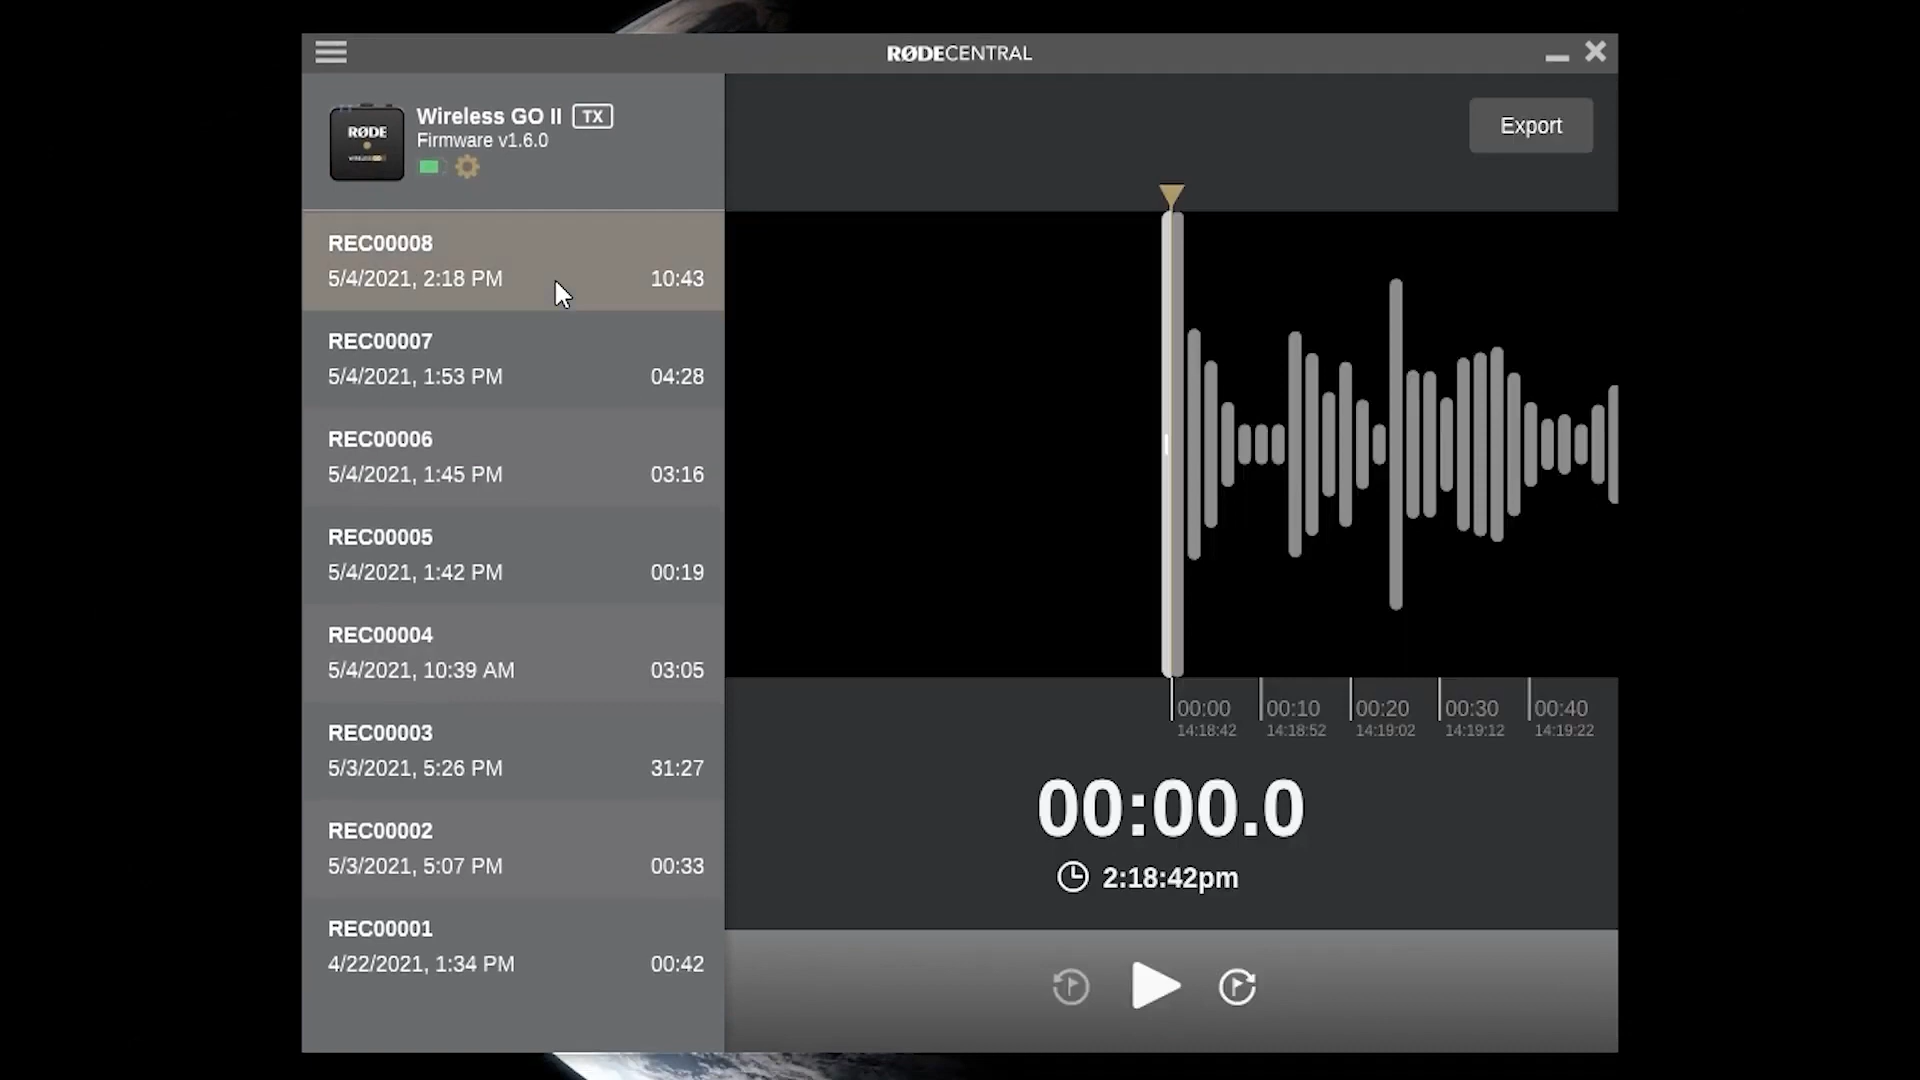 RØDECENTRAL
RØDE
Wireless GO II TX
Firmware v1.6.0
Export
REC00008
5/4/2021, 2:18 PM 10:43
REC00007
5/4/2021, 1:53 PM 04:28
REC00006
5/4/2021, 1:45 PM 03:16
REC00005
5/4/2021, 1:42 PM 00:19
REC00004
5/4/2021, 10:39 AM 03:05
REC00003
5/3/2021, 5:26 PM 31:27
REC00002
5/3/2021, 5:07 PM 00:33
REC00001
4/22/2021, 1:34 PM 00:42
00:00 00:10 00:20 00:30 00:40
14:18:42 14:18:52 14:19:02 14:19:12 14:19:22
00:00.0
2:18:42pm